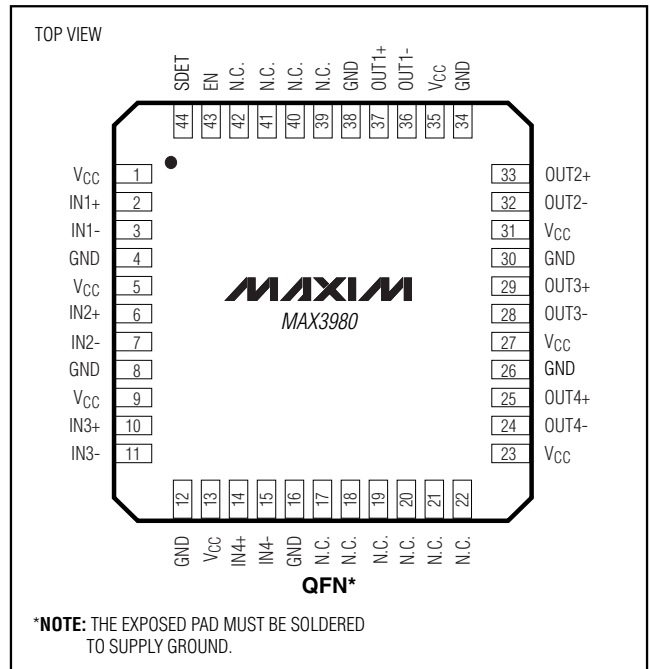 TOP VIEW
SDET EN N.C. N.C. N.C. N.C. GND OUT1+ OUT1- VCC GND
44 43 42 41 40 39 38 37 36 35 34
VCC 1
IN1+ 2
IN1- 3
GND 4
VCC 5
IN2+ 6
IN2- 7
GND 8
VCC 9
IN3+ 10
IN3- 11
MAXIM
MAX3980
33 OUT2+
32 OUT2-
31 VCC
30 GND
29 OUT3+
28 OUT3-
27 VCC
26 GND
25 OUT4+
24 OUT4-
23 VCC
12 13 14 15 16 17 18 19 20 21 22
GND VCC IN4+ IN4- GND N.C. N.C. N.C. N.C. N.C. N.C.
QFN*
*NOTE: THE EXPOSED PAD MUST BE SOLDERED
TO SUPPLY GROUND.